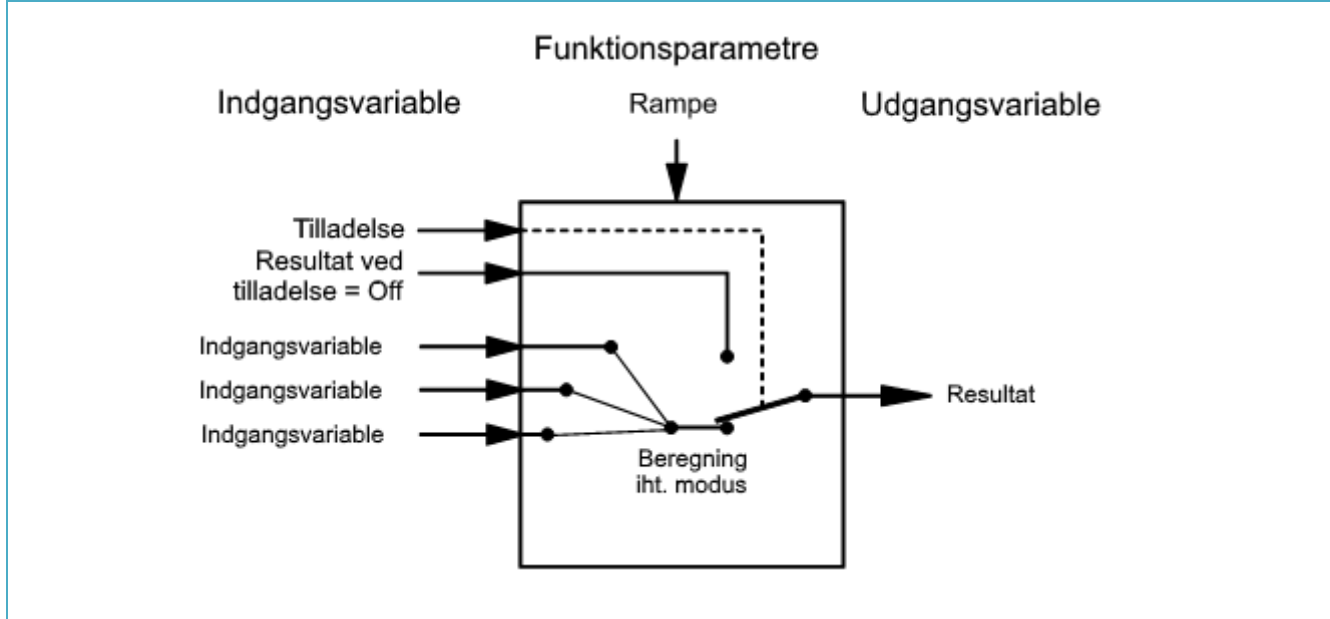 Funktionsparametre
Indgangsvariable
Rampe
Udgangsvariable
Tilladelse
Resultat ved
tilladelse = Off
Indgangsvariable
Indgangsvariable
Indgangsvariable
Resultat
Beregning
iht. modus